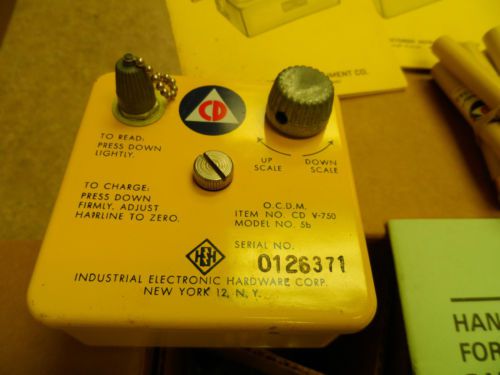 CD
TO READ:
PRESS DOWN
LIGHTLY.
UP
SCALE
DOWN
SCALE
TO CHARGE:
PRESS DOWN
FIRMLY. ADJUST
HAIRLINE TO ZERO.
O.C.D.M.
ITEM NO. CD V-750
MODEL NO. 5b
SERIAL NO.
0126371
INDUSTRIAL ELECTRONIC HARDWARE CORP.
NEW YORK 12, N.Y.
CO.
HAN
FOR